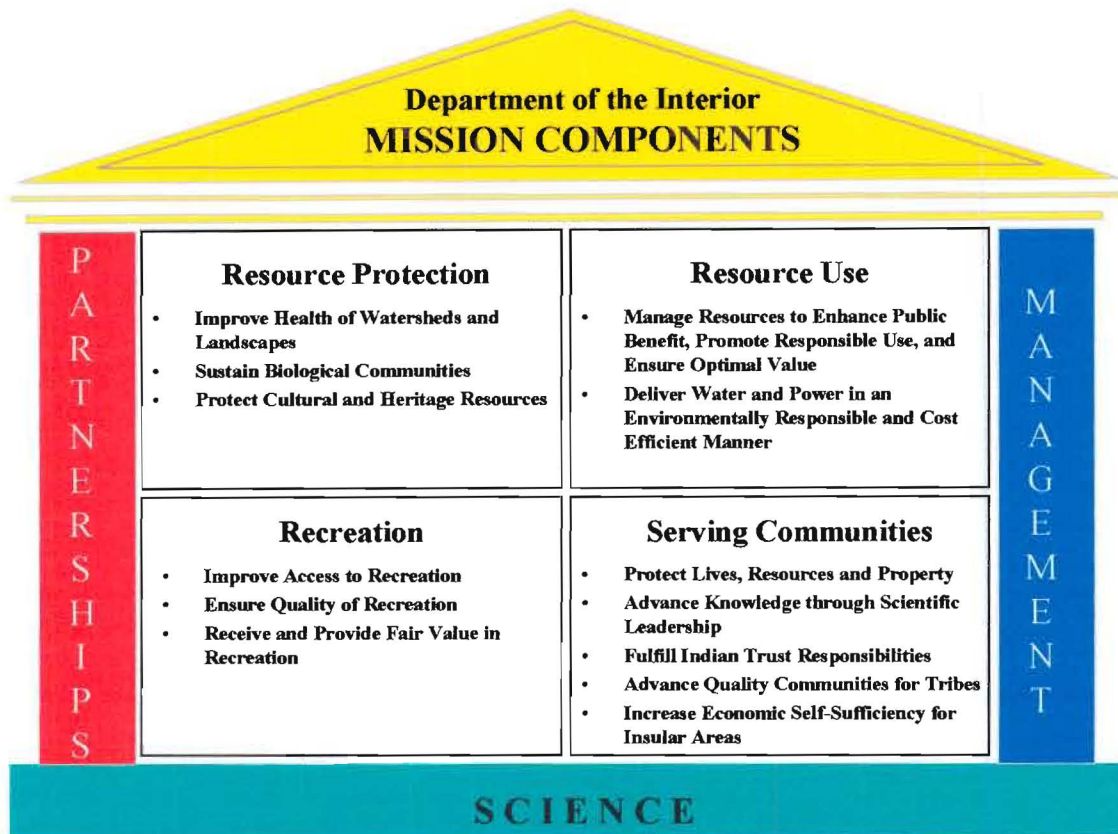 Department of the Interior
MISSION COMPONENTS
PARTNERSHIPS
Resource Protection
• Improve Health of Watersheds and
Landscapes
• Sustain Biological Communities
• Protect Cultural and Heritage Resources
Resource Use
• Manage Resources to Enhance Public
Benefit, Promote Responsible Use, and
Ensure Optimal Value
• Deliver Water and Power in an
Environmentally Responsible and Cost
Efficient Manner
Recreation
• Improve Access to Recreation
• Ensure Quality of Recreation
• Receive and Provide Fair Value in
Recreation
Serving Communities
• Protect Lives, Resources and Property
• Advance Knowledge through Scientific
Leadership
• Fulfill Indian Trust Responsibilities
• Advance Quality Communities for Tribes
• Increase Economic Self-Sufficiency for
Insular Areas
MANAGEMENT
SCIENCE